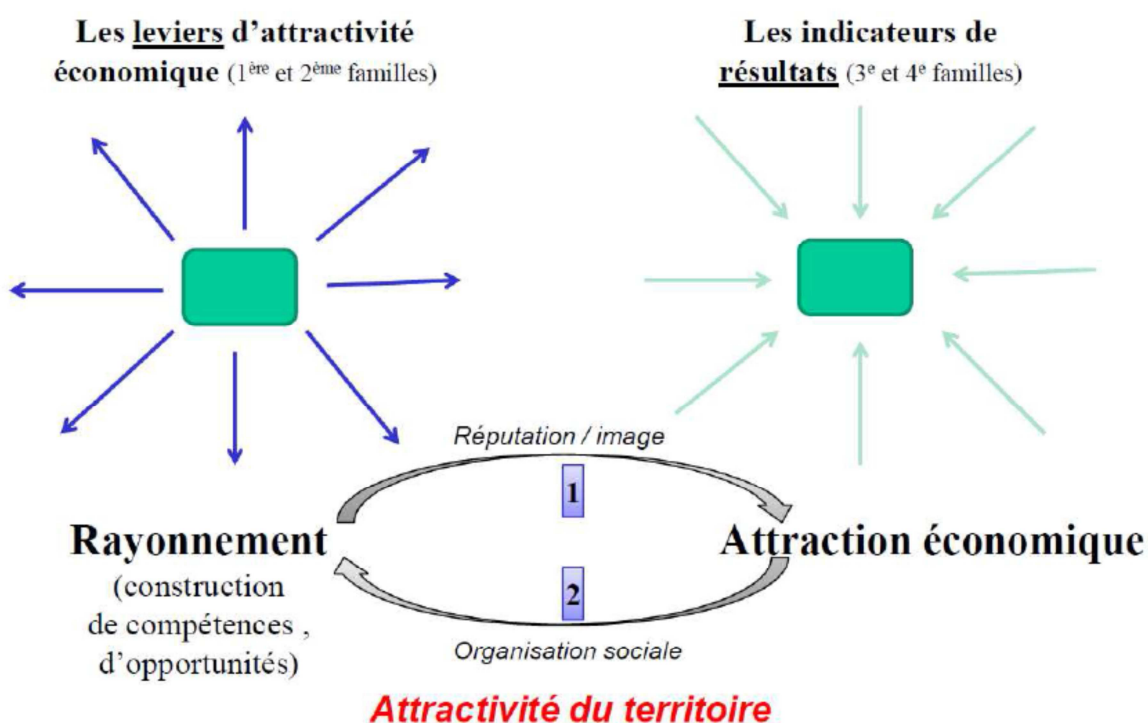 Les leviers d'attractivité
économique (1ère et 2ème familles)
Les indicateurs de
résultats (3e et 4e familles)
Réputation / image
1
Rayonnement
(construction
de compétences ,
d'opportunités)
Attraction économique
2
Organisation sociale
Attractivité du territoire